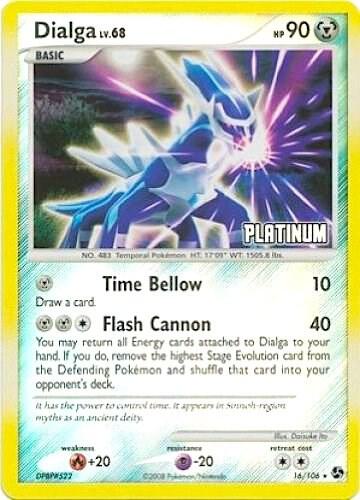 Dialga LV.68 HP 90
BASIC
PLATINUM
NO. 483 Temporal Pokémon HT: 17'09" WT: 1505.8 lbs.
Time Bellow 10
Draw a card.
Flash Cannon 40
You may return all Energy cards attached to Dialga to your
hand. If you do, remove the highest Stage Evolution card from
the Defending Pokémon and shuffle that card into your
opponent's deck.
Illus. Daisuke Ito
It has the power to control time. It appears in Sinnoh-region
myths as an ancient deity.
weakness resistance retreat cost
+20 -20
DPBP#522 ©2008 Pokémon/Nintendo 16/106